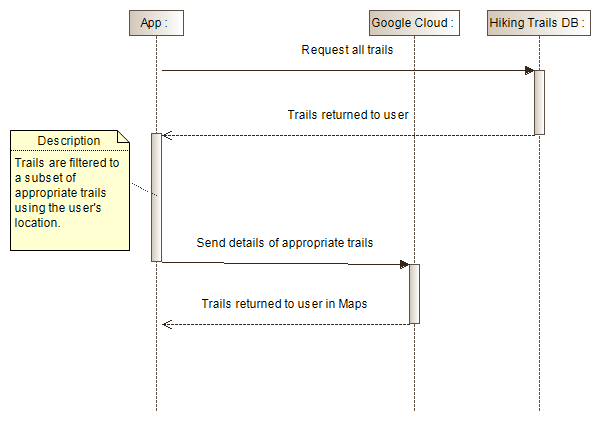 App :
Google Cloud :
Hiking Trails DB :
Request all trails
Trails returned to user
Description
Trails are filtered to
a subset of
appropriate trails
using the user's
location.
Send details of appropriate trails
Trails returned to user in Maps